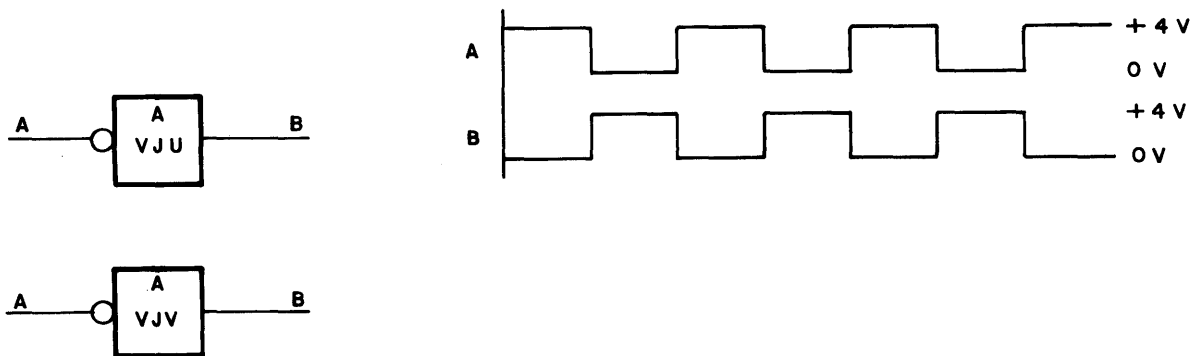 A + 4 V
0 V
B + 4 V
0 V
A A B
VJU
A A B
VJV